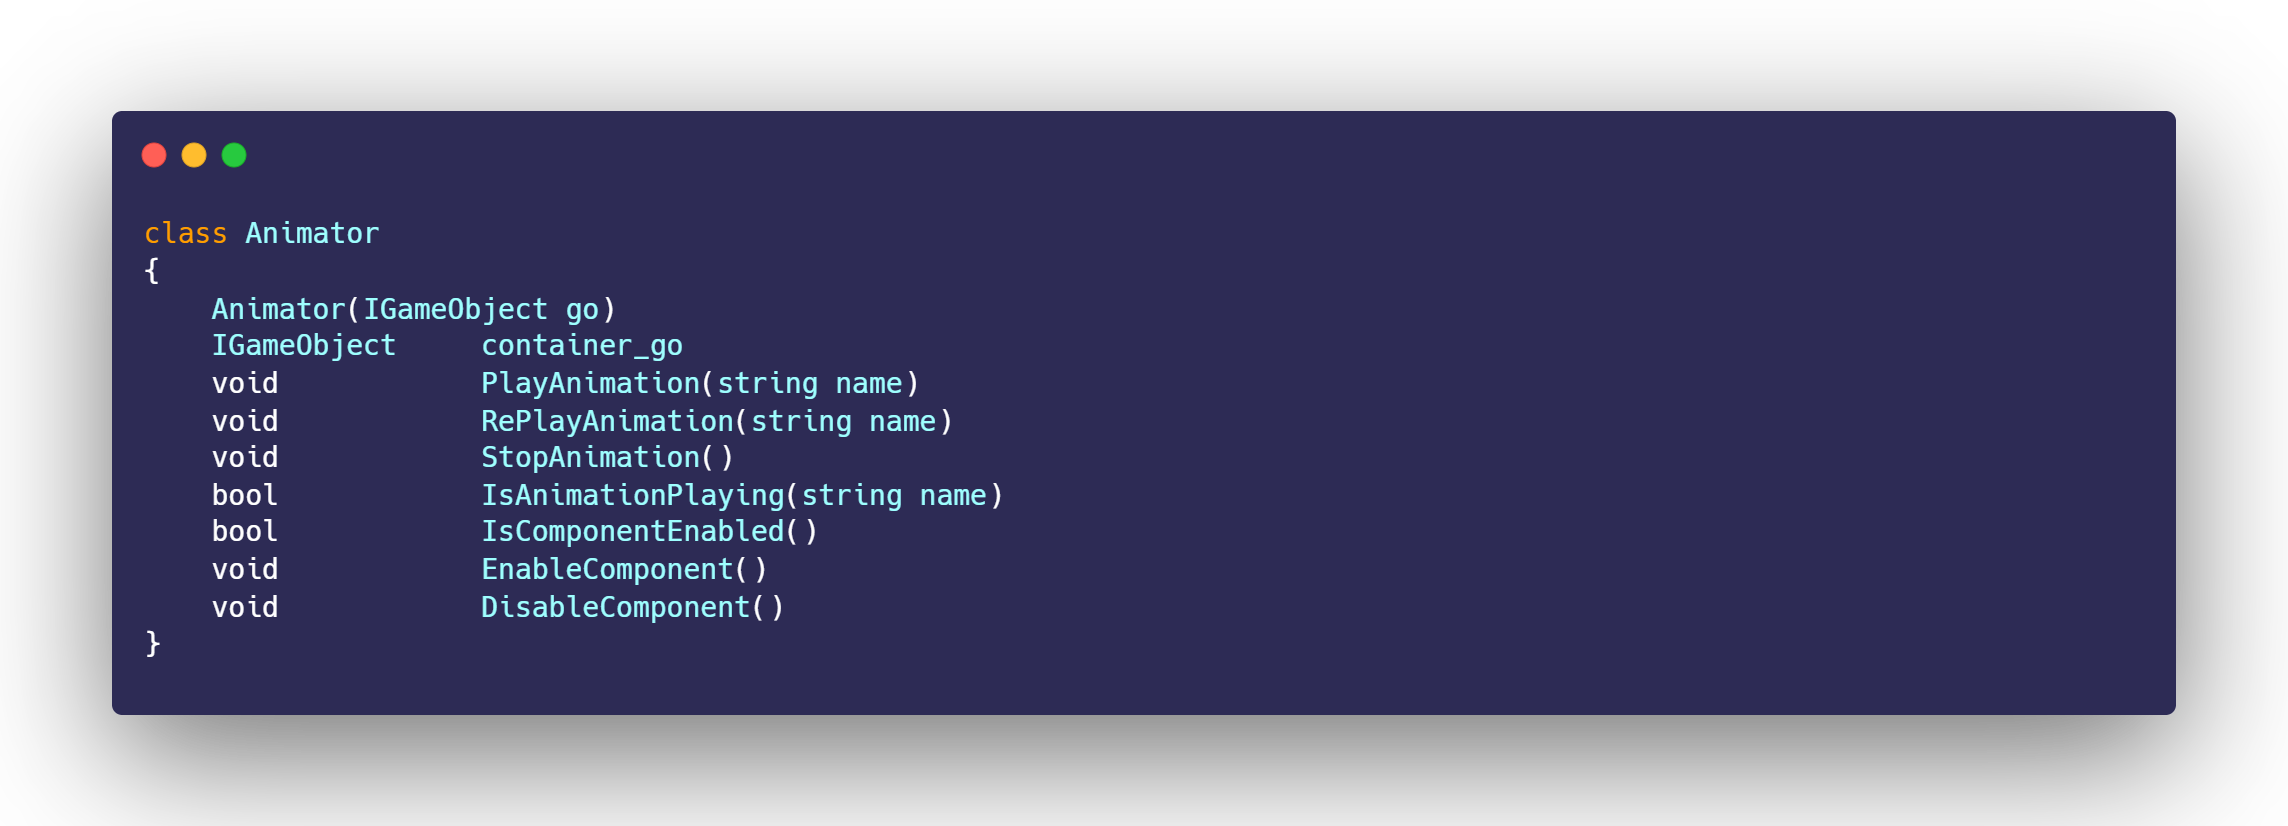 class Animator
{
    Animator(IGameObject go)
    IGameObject     container_go
    void            PlayAnimation(string name)
    void            RePlayAnimation(string name)
    void            StopAnimation()
    bool            IsAnimationPlaying(string name)
    bool            IsComponentEnabled()
    void            EnableComponent()
    void            DisableComponent()
}